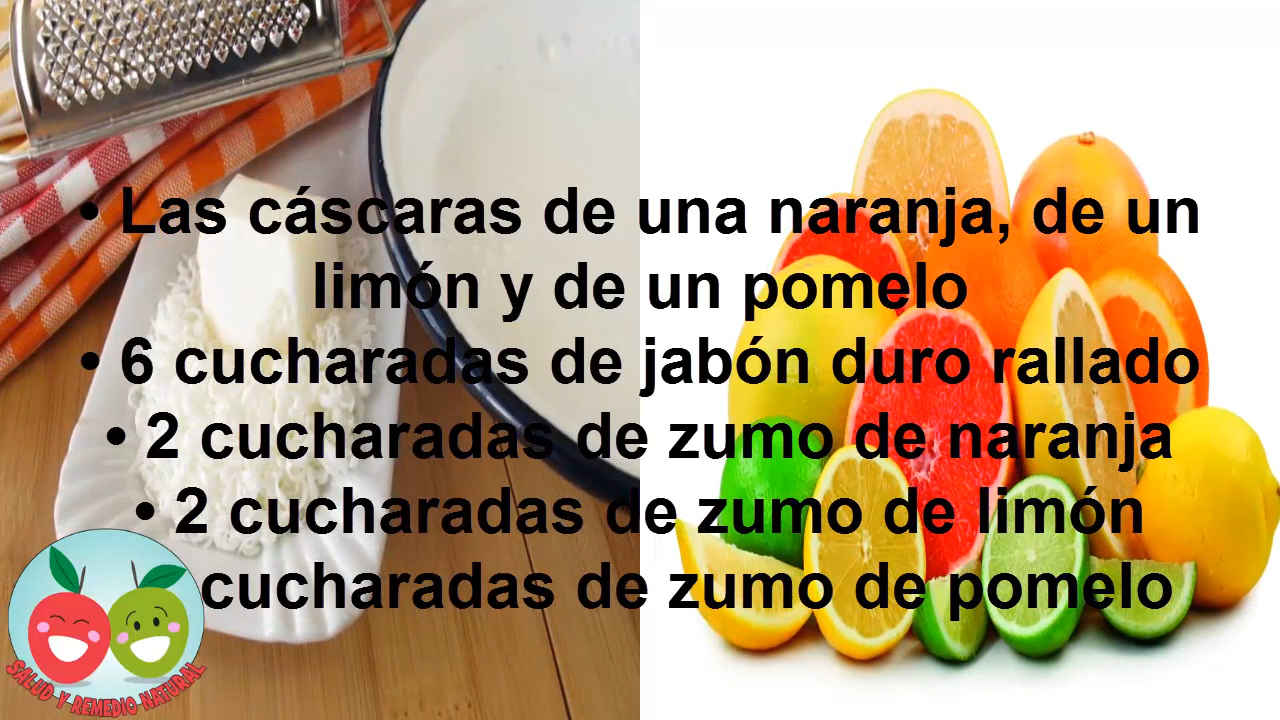 • Las cáscaras de una naranja, de un
limón y de un pomelo
• 6 cucharadas de jabón duro rallado
• 2 cucharadas de zumo de naranja
• 2 cucharadas de zumo de limón
cucharadas de zumo de pomelo
SALUD Y REMEDIO NATURAL